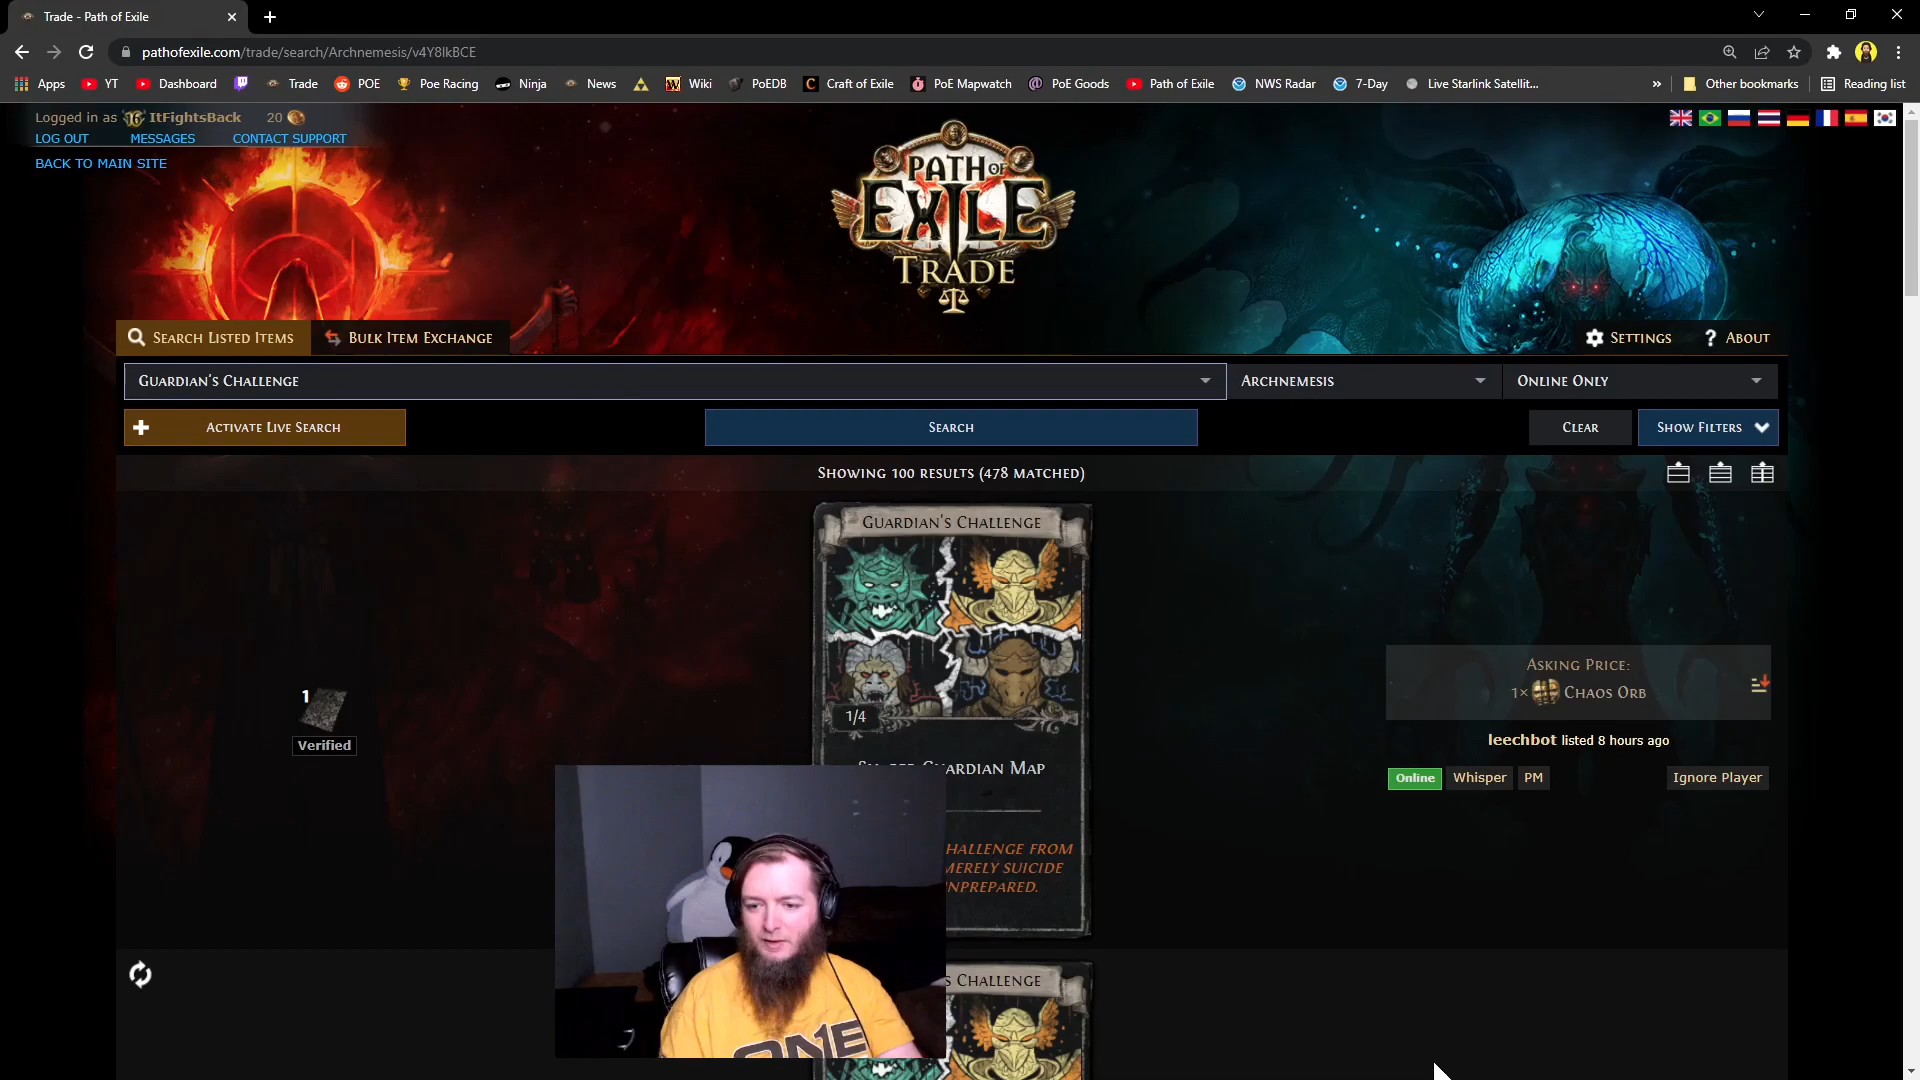 Trade - Path of Exile
pathofexile.com/trade/search/Archnemesis/v4Y8lkBCE
Apps YT Dashboard Trade POE Poe Racing Ninja News Wiki PoEDB Craft of Exile PoE Mapwatch PoE Goods Path of Exile NWS Radar 7-Day Live Starlink Satellit... » Other bookmarks Reading list
Logged in as ItFightsBack 20
LOG OUT MESSAGES CONTACT SUPPORT
BACK TO MAIN SITE
PATH OF
EXILE
TRADE
Search Listed Items Bulk Item Exchange Settings ? About
Guardian's Challenge Archnemesis Online Only
Activate Live Search Search Clear Show Filters
Showing 100 results (478 matched)
Guardian's Challenge
1/4
1
Verified
Guardian Map
HALLENGE FROM
MERELY SUICIDE
NPREPARED.
Asking Price:
1× Chaos Orb
leechbot listed 8 hours ago
Online Whisper PM Ignore Player
s Challenge
ONE